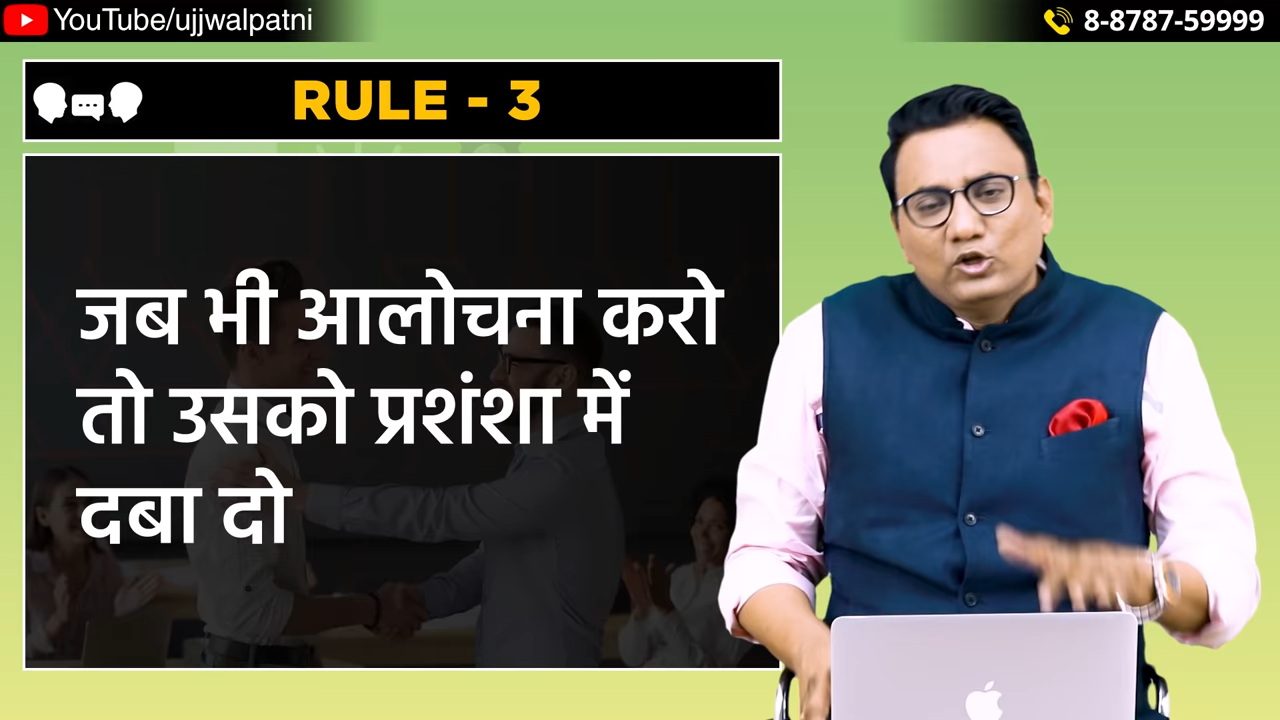 YouTube/ujjwalpatni
8-8787-59999
RULE - 3
जब भी आलोचना करो
तो उसको प्रशंशा में
दबा दो